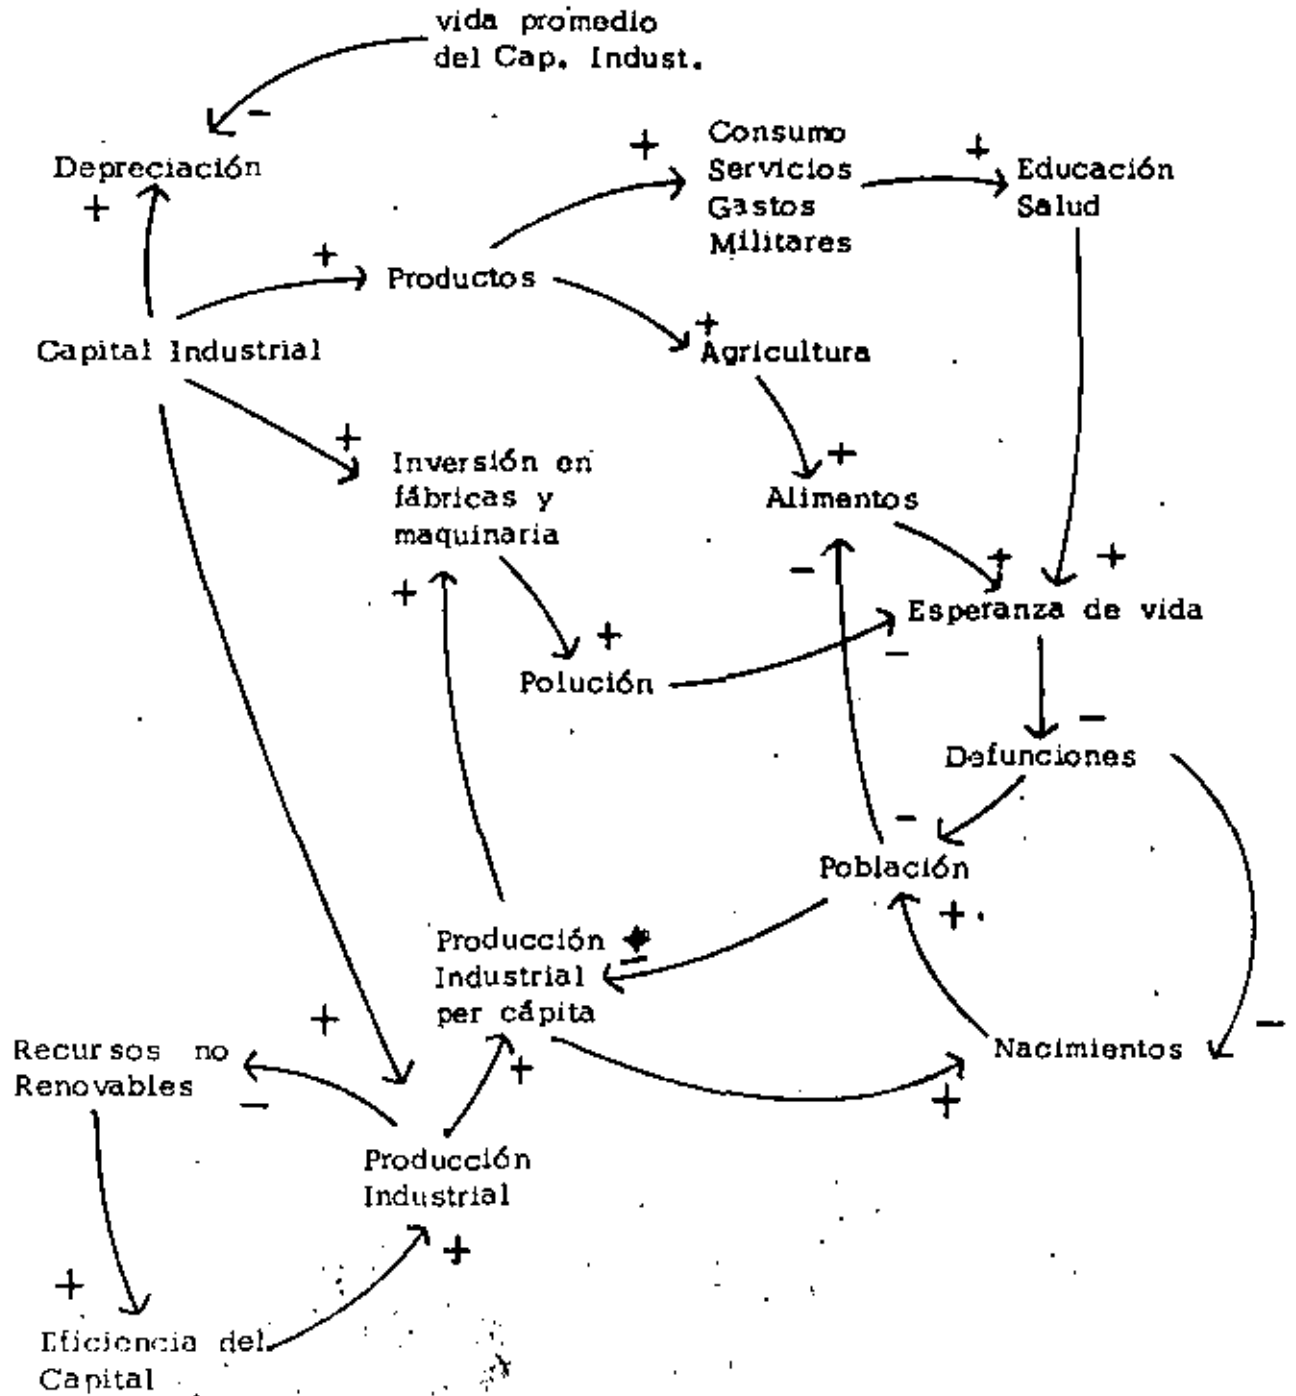 vida promedio
del Cap. Indust.
-
Depreciación
+
+
Consumo
Servicios
Gastos
Militares
+
Educación
Salud
+
Productos
Capital Industrial
+
Agricultura
+
Inversión en
fábricas y
maquinaria
+
Alimentos
-
+
+
+
Esperanza de vida
-
+
Polución
-
Defunciones
-
Población
+
Producción
Industrial
per cápita
-
+
Recursos no
Renovables
-
+
Nacimientos
-
+
Producción
Industrial
+
+
Eficiencia del
Capital